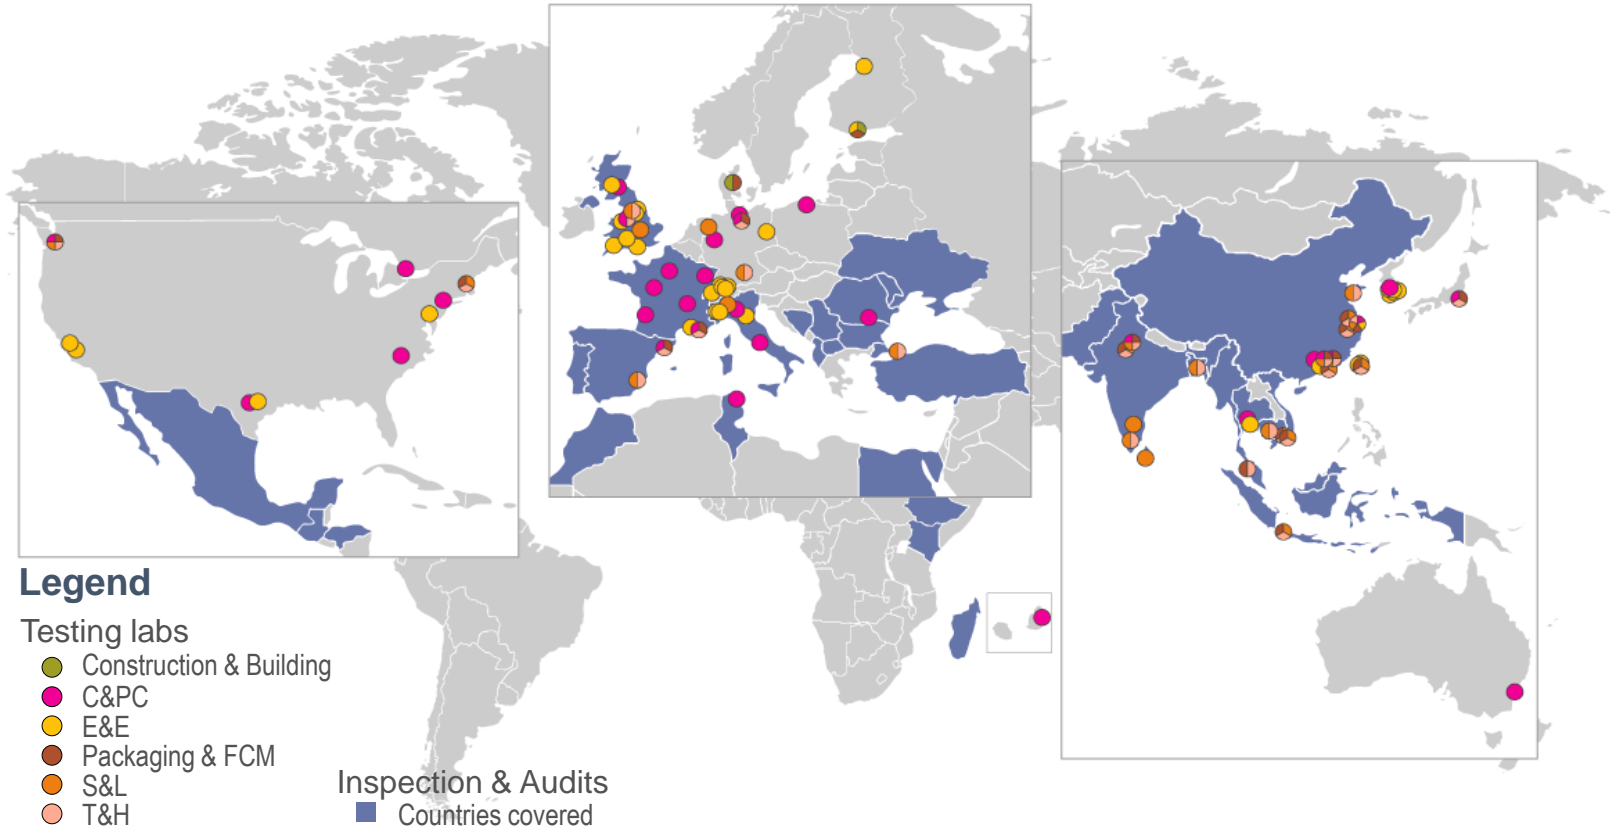 Legend
Testing labs
Construction & Building
C&PC
E&E
Packaging & FCM
S&L
T&H
Inspection & Audits
Countries covered